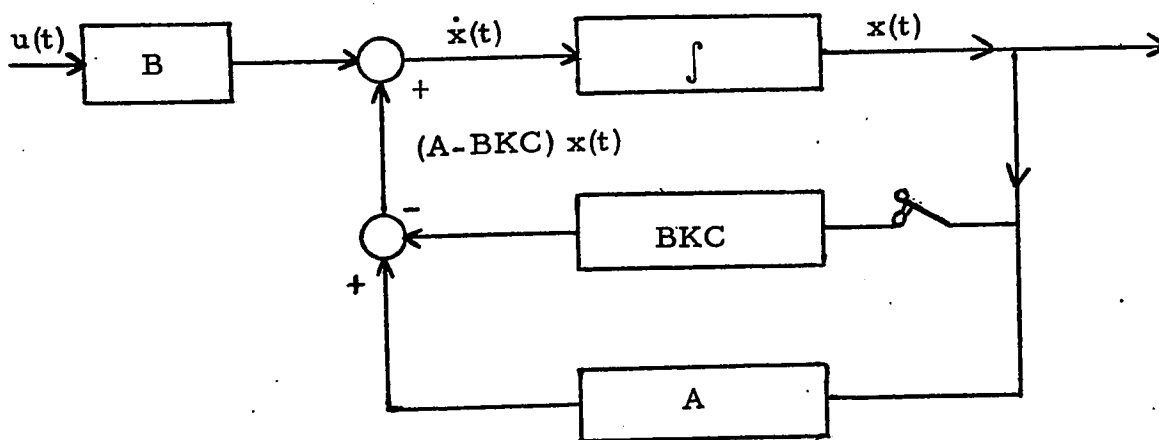 u(t)
B
ẋ(t)
∫
x(t)
+
(A-BKC) x(t)
-
BKC
+
A